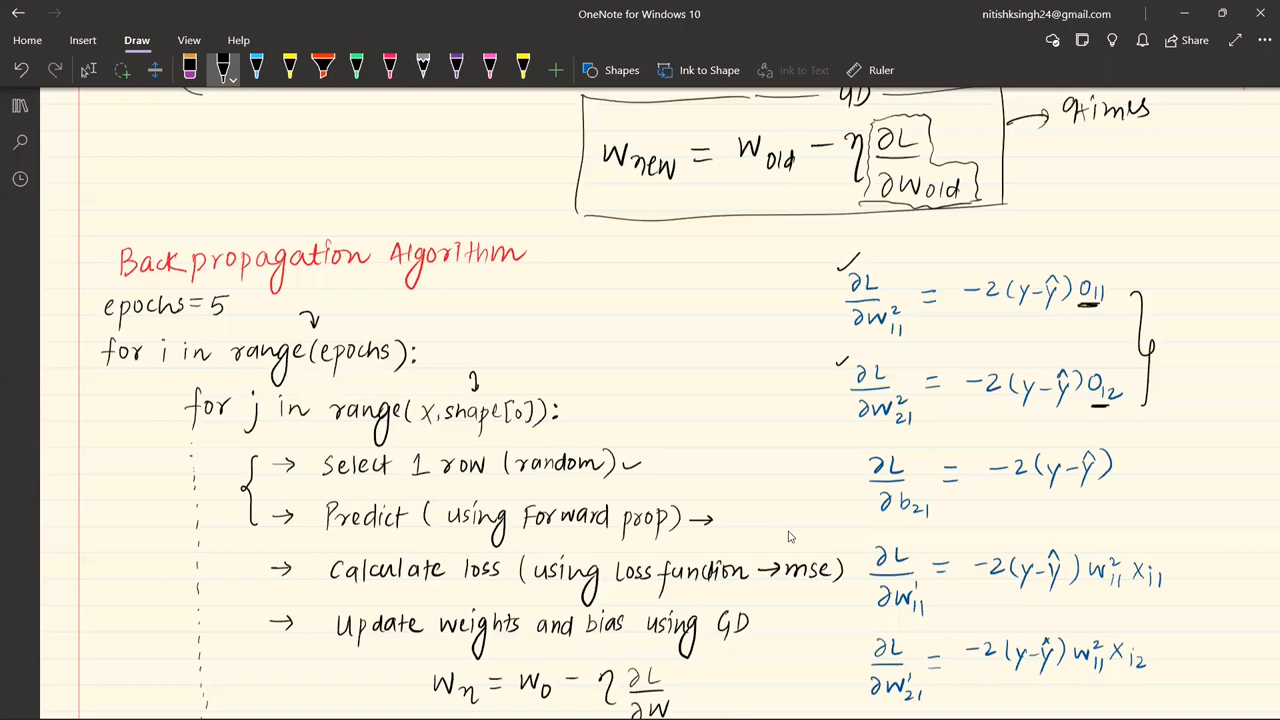 OneNote for Windows 10
nitishksingh24@gmail.com
Home Insert Draw View Help
Share
Shapes Ink to Shape Ink to Text Ruler
GD
Wnew = Wold − η ∂L/∂Wold → 9times
Backpropagation Algorithm
epochs = 5
for i in range(epochs):
for j in range(X.shape[0]):
→ Select 1 row (random) ✓
→ Predict (using Forward prop) →
→ Calculate loss (using loss function → mse)
→ Update weights and bias using GD
Wη = W₀ − η ∂L/∂W
✓ ∂L/∂W²₁₁ = −2(y−ŷ)O₁₁
✓ ∂L/∂W²₂₁ = −2(y−ŷ)O₁₂
∂L/∂b₂₁ = −2(y−ŷ)
∂L/∂W¹₁₁ = −2(y−ŷ) W²₁₁ Xᵢ₁
∂L/∂W¹₂₁ = −2(y−ŷ) W²₁₁ Xᵢ₂